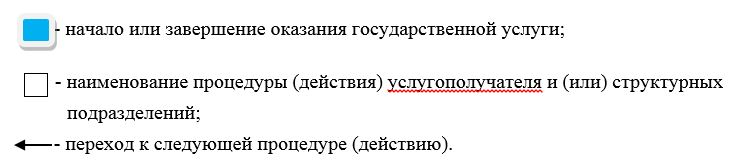 - начало или завершение оказания государственной услуги;
- наименование процедуры (действия) услугополучателя и (или) структурных
подразделений;
- переход к следующей процедуре (действию).